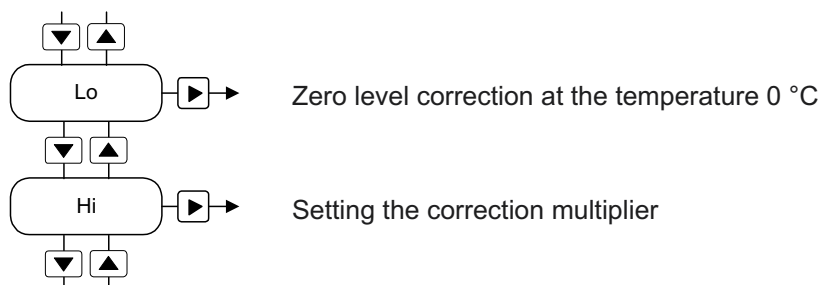 Lo
Zero level correction at the temperature 0 °C
Hi
Setting the correction multiplier